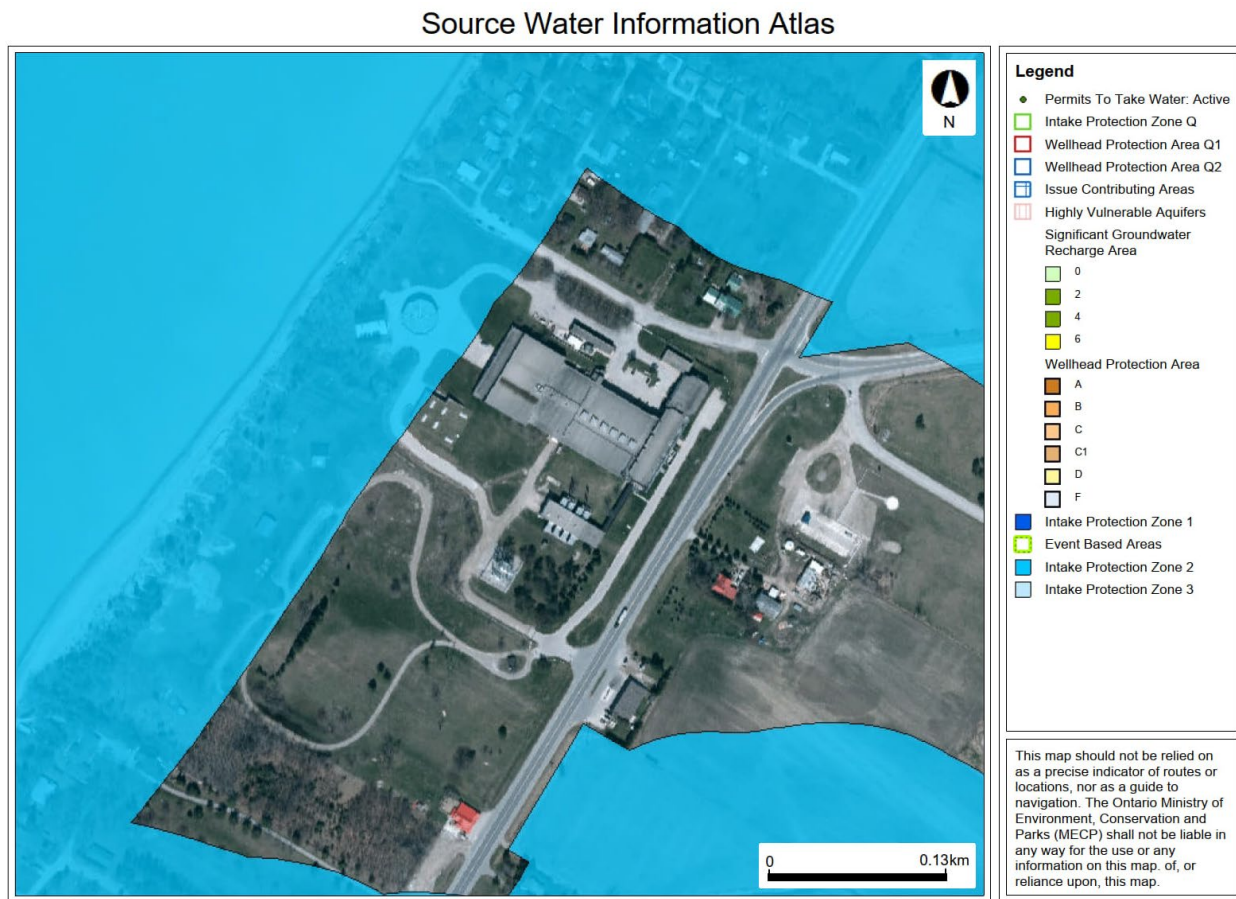 Source Water Information Atlas
N
0
0.13km
Legend
Permits To Take Water: Active
Intake Protection Zone Q
Wellhead Protection Area Q1
Wellhead Protection Area Q2
Issue Contributing Areas
Highly Vulnerable Aquifers
Significant Groundwater
Recharge Area
0
2
4
6
Wellhead Protection Area
A
B
C
C1
D
F
Intake Protection Zone 1
Event Based Areas
Intake Protection Zone 2
Intake Protection Zone 3
This map should not be relied on
as a precise indicator of routes or
locations, nor as a guide to
navigation. The Ontario Ministry of
Environment, Conservation and
Parks (MECP) shall not be liable in
any way for the use or any
information on this map. of, or
reliance upon, this map.